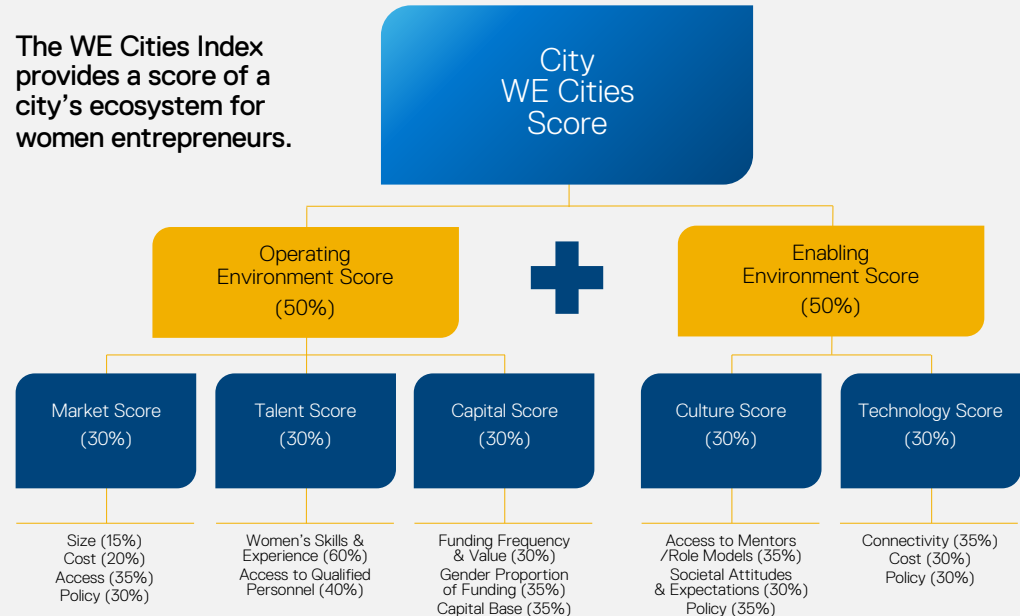 The WE Cities Index
provides a score of a
city's ecosystem for
women entrepreneurs.
City
WE Cities
Score
Operating
Environment Score
(50%)
Enabling
Environment Score
(50%)
Market Score
(30%)
Talent Score
(30%)
Capital Score
(30%)
Culture Score
(30%)
Technology Score
(30%)
Size (15%)
Cost (20%)
Access (35%)
Policy (30%)
Women's Skills &
Experience (60%)
Access to Qualified
Personnel (40%)
Funding Frequency
& Value (30%)
Gender Proportion
of Funding (35%)
Capital Base (35%)
Access to Mentors
/Role Models (35%)
Societal Attitudes
& Expectations (30%)
Policy (35%)
Connectivity (35%)
Cost (30%)
Policy (30%)